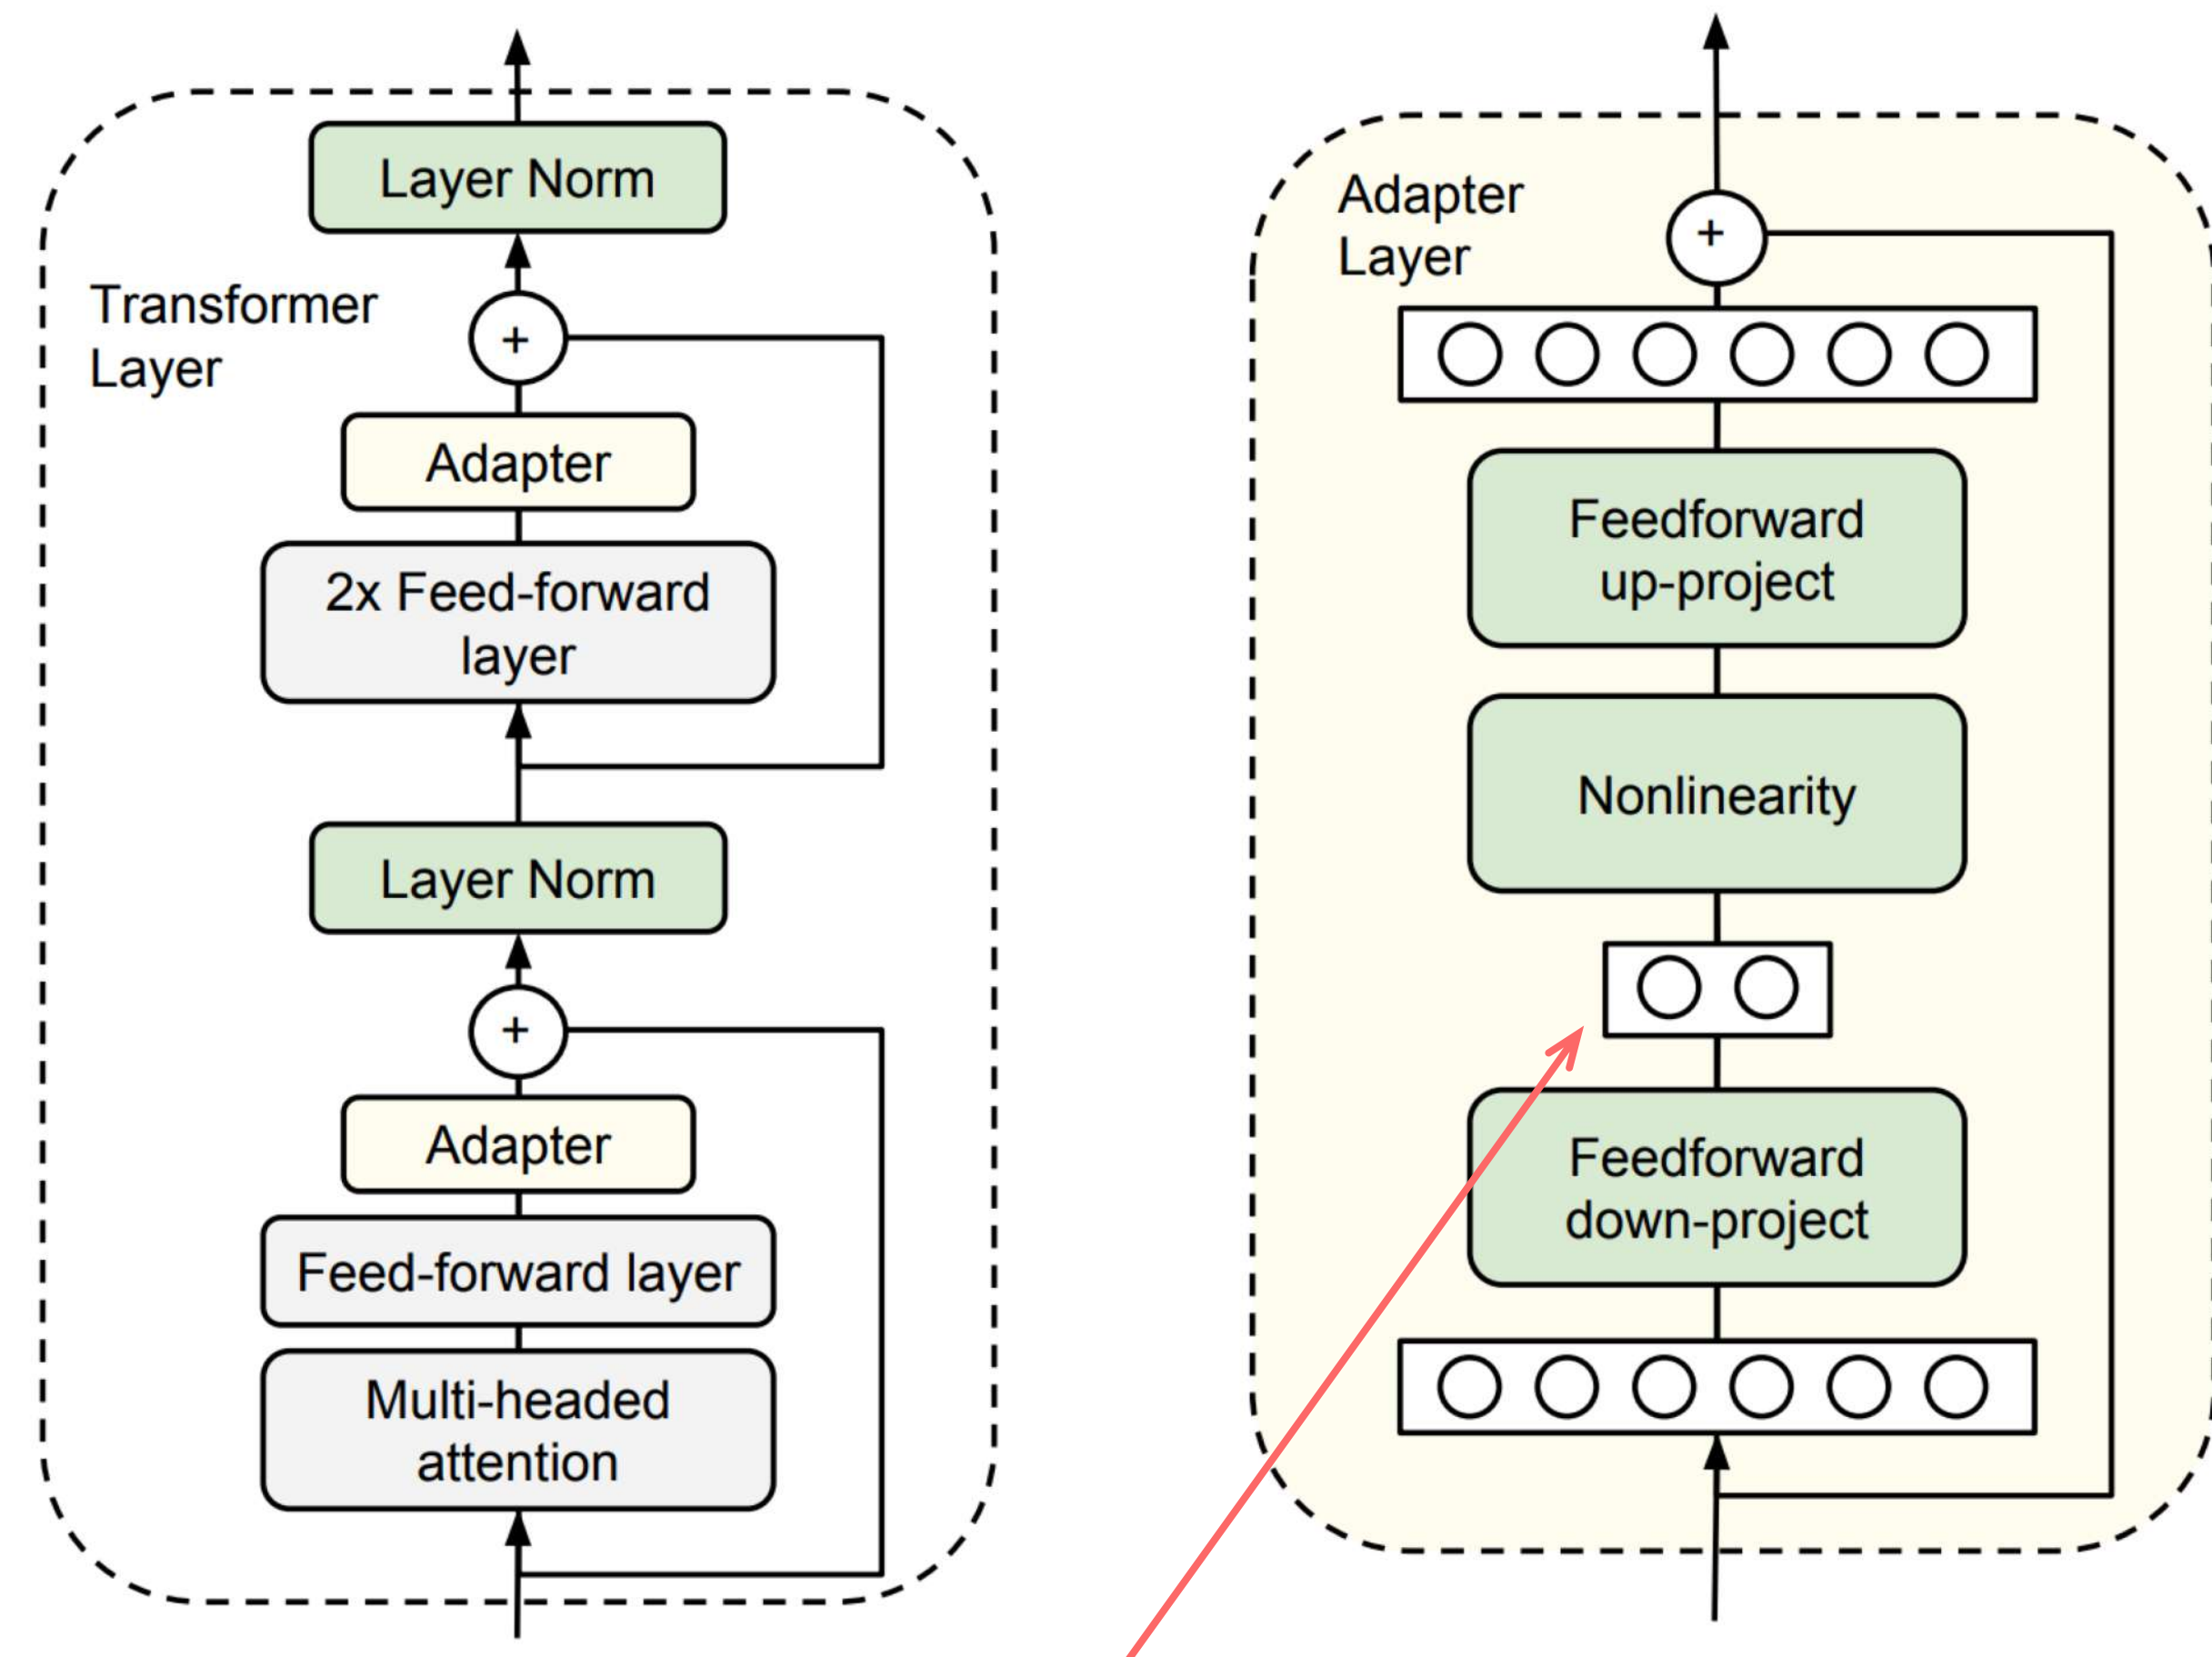 Layer Norm
Transformer
Layer
+
Adapter
2x Feed-forward
layer
Layer Norm
+
Adapter
Feed-forward layer
Multi-headed
attention
Adapter
Layer
+
Feedforward
up-project
Nonlinearity
Feedforward
down-project